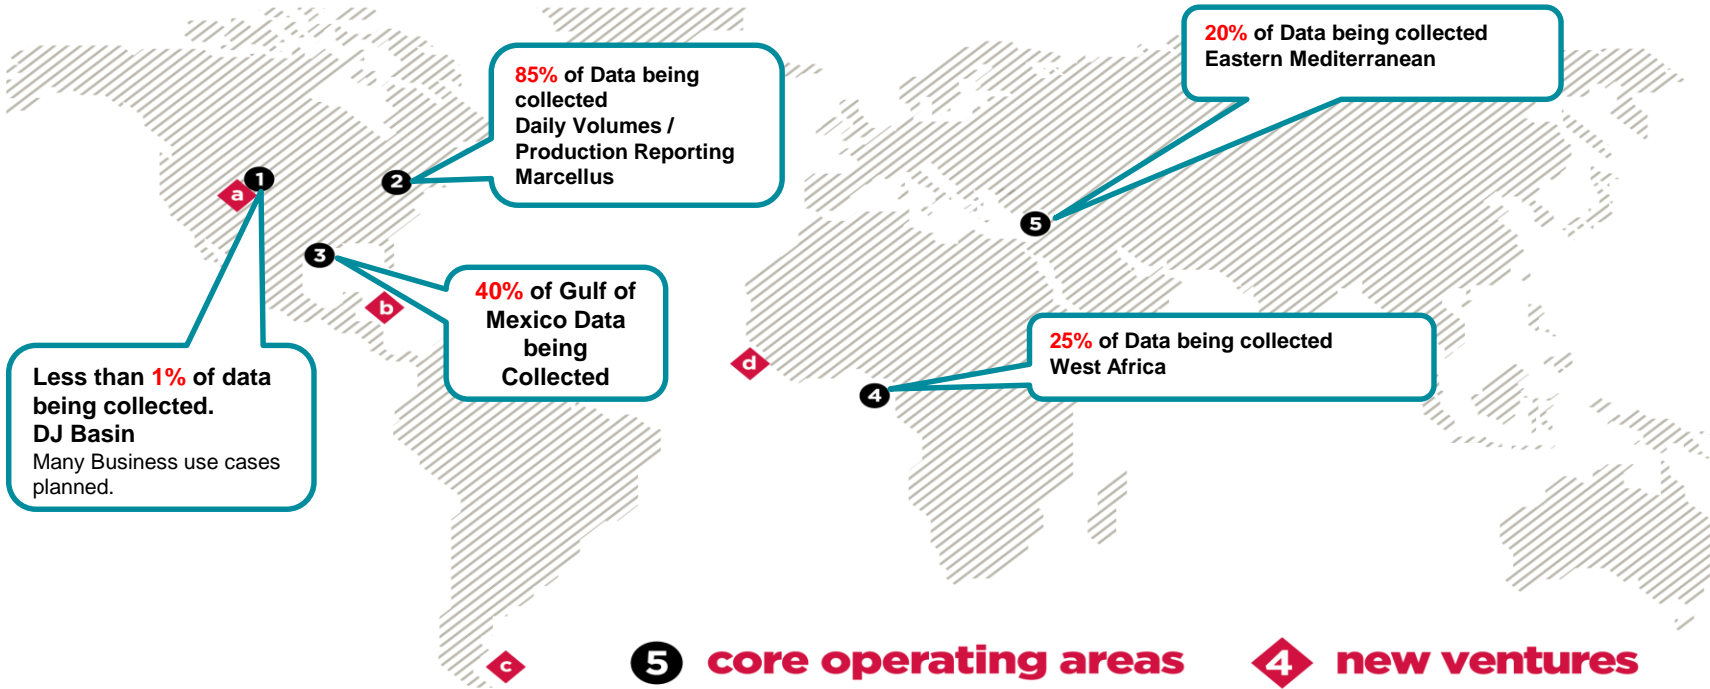 20% of Data being collected
Eastern Mediterranean
85% of Data being
collected
Daily Volumes /
Production Reporting
Marcellus
1
a
2
5
3
b
40% of Gulf of
Mexico Data
being
Collected
25% of Data being collected
West Africa
d
4
Less than 1% of data
being collected.
DJ Basin
Many Business use cases
planned.
c
5 core operating areas
4 new ventures